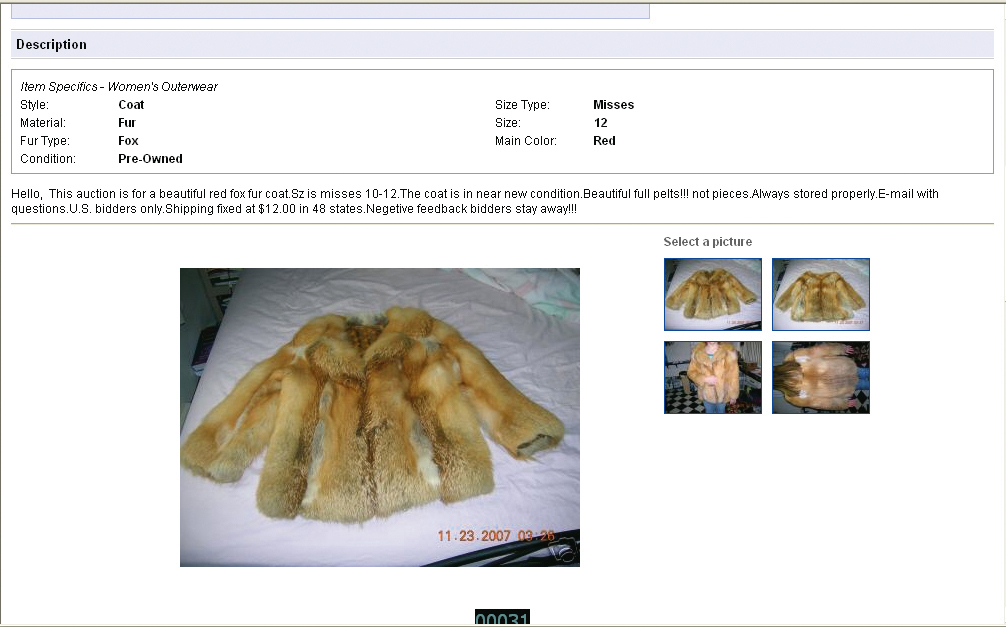 Description
Item Specifics - Women's Outerwear
Style: Coat Size Type: Misses
Material: Fur Size: 12
Fur Type: Fox Main Color: Red
Condition: Pre-Owned
Hello, This auction is for a beautiful red fox fur coat.Sz is misses 10-12.The coat is in near new condition.Beautiful full pelts!!! not pieces.Always stored properly.E-mail with
questions.U.S. bidders only.Shipping fixed at $12.00 in 48 states.Negetive feedback bidders stay away!!!
Select a picture
11.23.2007 03:26
00031